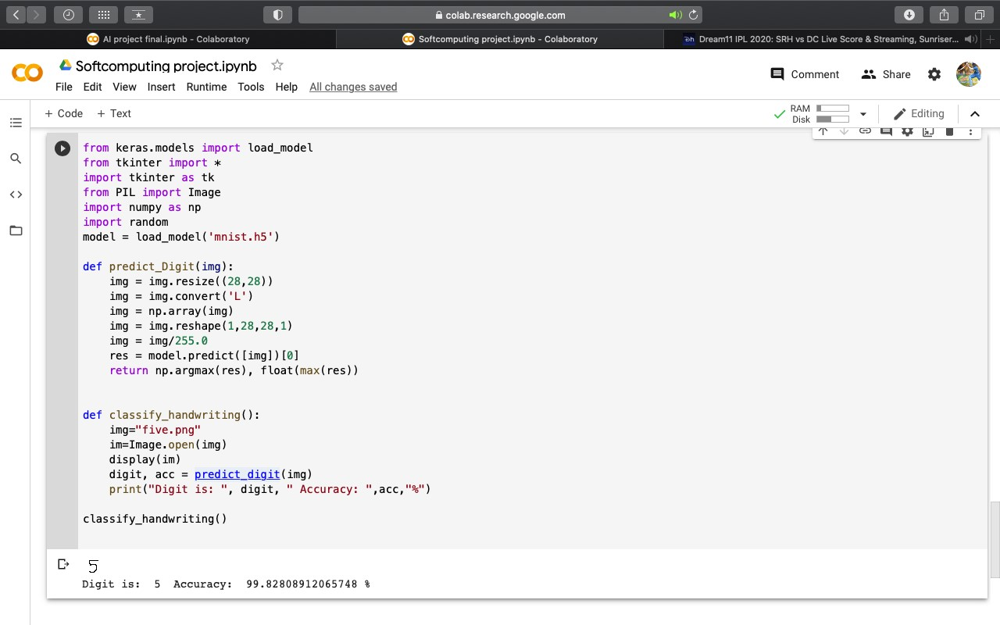 colab.research.google.com
AI project final.ipynb - Colaboratory
Softcomputing project.ipynb - Colaboratory
Dream11 IPL 2020: SRH vs DC Live Score & Streaming, Sunriser...
Softcomputing project.ipynb
Comment
Share
File Edit View Insert Runtime Tools Help All changes saved
+ Code + Text
RAM
Disk
Editing
from keras.models import load_model
from tkinter import *
import tkinter as tk
from PIL import Image
import numpy as np
import random
model = load_model('mnist.h5')
def predict_Digit(img):
    img = img.resize((28,28))
    img = img.convert('L')
    img = np.array(img)
    img = img.reshape(1,28,28,1)
    img = img/255.0
    res = model.predict([img])[0]
    return np.argmax(res), float(max(res))
def classify_handwriting():
    img="five.png"
    im=Image.open(img)
    display(im)
    digit, acc = predict_digit(img)
    print("Digit is: ", digit, " Accuracy: ",acc,"%")
classify_handwriting()
5
Digit is:  5  Accuracy:  99.82808912065748 %